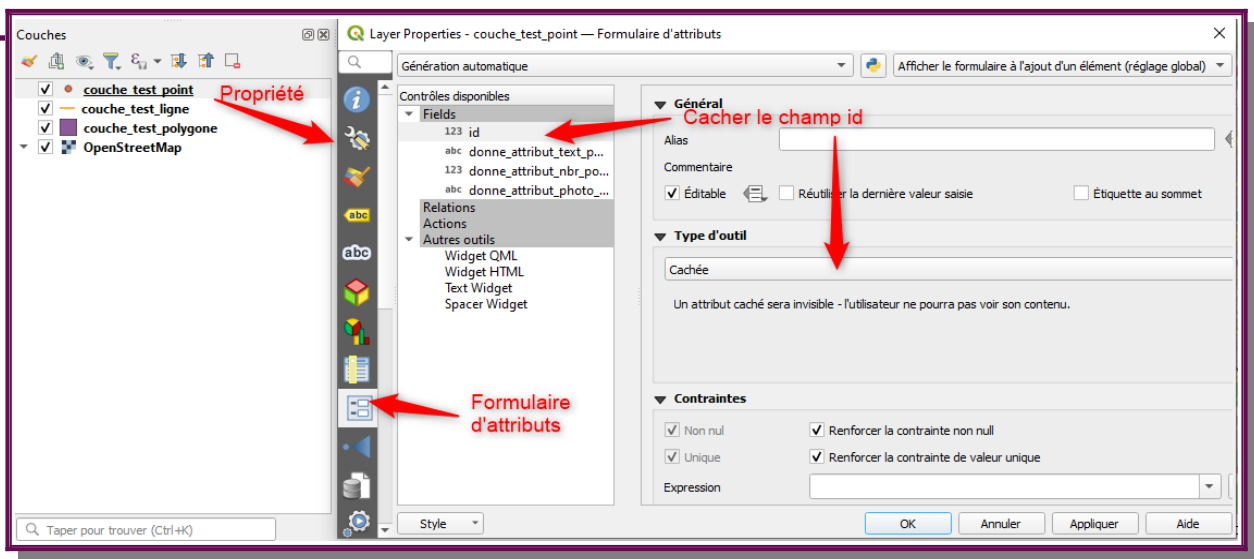 Couches
couche_test_point
couche_test_ligne
couche_test_polygone
OpenStreetMap
Taper pour trouver (Ctrl+K)
Propriété
Layer Properties - couche_test_point — Formulaire d'attributs
Génération automatique
Afficher le formulaire à l'ajout d'un élément (réglage global)
Contrôles disponibles
Fields
123 id
abc donne_attribut_text_p...
123 donne_attribut_nbr_po...
abc donne_attribut_photo_...
Relations
Actions
Autres outils
Widget QML
Widget HTML
Text Widget
Spacer Widget
abc
abc
Formulaire
d'attributs
Général
Cacher le champ id
Alias
Commentaire
Éditable
Réutiliser la dernière valeur saisie
Étiquette au sommet
Type d'outil
Cachée
Un attribut caché sera invisible - l'utilisateur ne pourra pas voir son contenu.
Contraintes
Non nul
Renforcer la contrainte non null
Unique
Renforcer la contrainte de valeur unique
Expression
Style
OK
Annuler
Appliquer
Aide